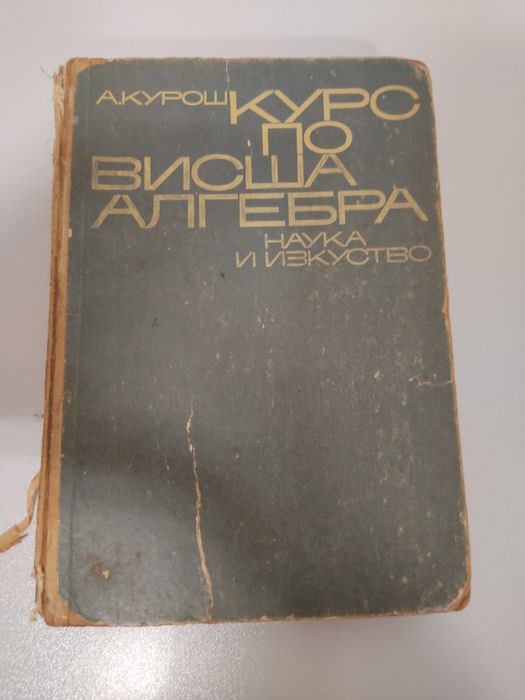 А.КУРОШ КУРС
ПО
ВИСША
АЛГЕБРА
НАУКА
И ИЗКУСТВО